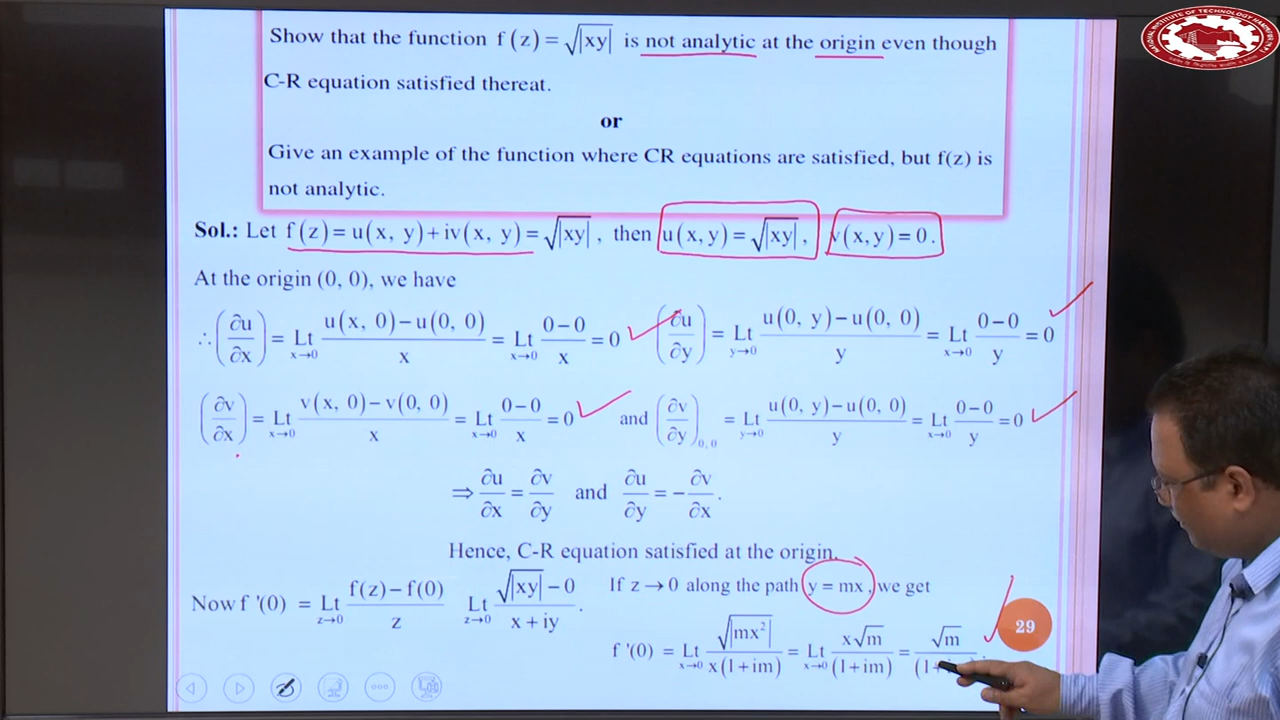 Show that the function f(z) = √|xy| is not analytic at the origin even though
C-R equation satisfied thereat.
or
Give an example of the function where CR equations are satisfied, but f(z) is
not analytic.
Sol.: Let f(z) = u(x, y) + iv(x, y) = √|xy| , then u(x, y) = √|xy| , v(x, y) = 0 .
At the origin (0, 0), we have
∴ (∂u/∂x) = Lt x→0 (u(x, 0) − u(0, 0))/x = Lt x→0 (0−0)/x = 0 (∂u/∂y) = Lt y→0 (u(0, y) − u(0, 0))/y = Lt x→0 (0−0)/y = 0
(∂v/∂x) = Lt x→0 (v(x, 0) − v(0, 0))/x = Lt x→0 (0−0)/x = 0 and (∂v/∂y)0, 0 = Lt y→0 (u(0, y) − u(0, 0))/y = Lt x→0 (0−0)/y = 0
⇒ ∂u/∂x = ∂v/∂y and ∂u/∂y = − ∂v/∂x .
Hence, C-R equation satisfied at the origin.
Now f '(0) = Lt z→0 (f(z) − f(0))/z Lt z→0 (√|xy| − 0)/(x + iy) .
If z → 0 along the path y = mx , we get
f '(0) = Lt x→0 √|mx²| / x(1+im) = Lt x→0 x√m / (1+im) = √m / (1+
29